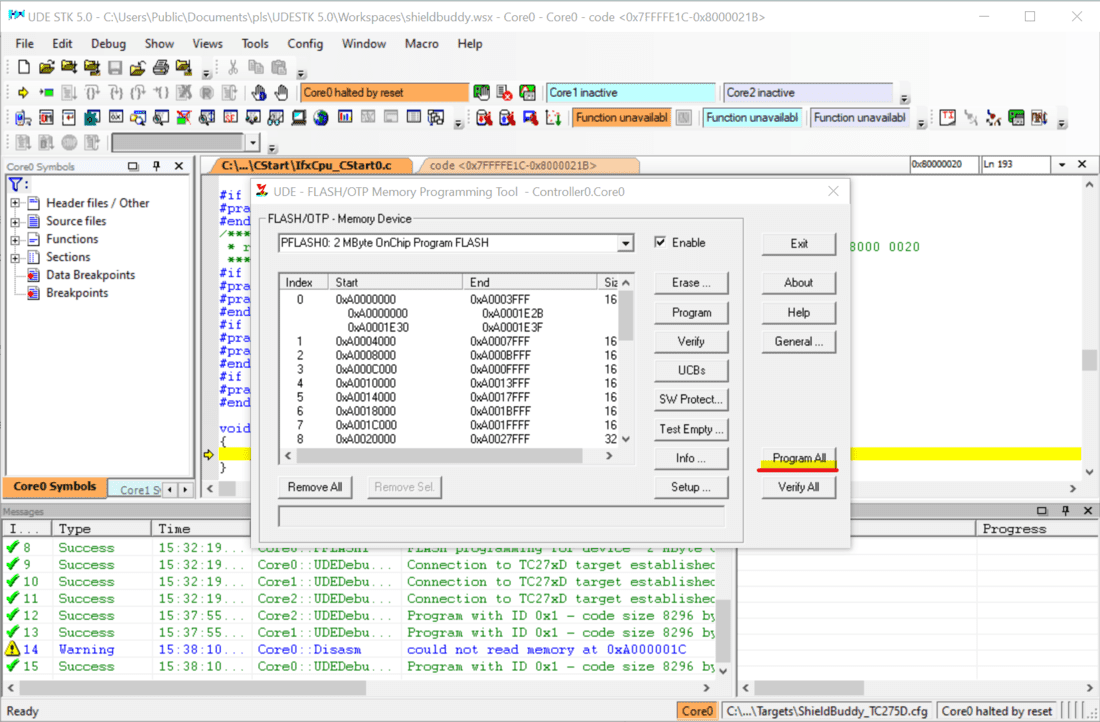 UDE STK 5.0 - C:\Users\Public\Documents\pls\UDESTK 5.0\Workspaces\shieldbuddy.wsx - Core0 - Core0 - code <0x7FFFFE1C-0x8000021B>
File Edit Debug Show Views Tools Config Window Macro Help
Core0 halted by reset Core1 inactive Core2 inactive
Function unavailabl Function unavailabl Function unavailabl
Core0 Symbols C:\...\CStart\IfxCpu_CStart0.c code <0x7FFFFE1C-0x8000021B> 0x80000020 Ln 193
Header files / Other
Source files
Functions
Sections
Data Breakpoints
Breakpoints
Core0 Symbols Core1 S
#if
#pra
#end
/***
* r
***
8000 0020
#if
#pra
#pra
#end
#if
#pra
#pra
#end
#if
#pra
#end
void
{
}
UDE - FLASH/OTP Memory Programming Tool - Controller0.Core0
FLASH/OTP - Memory Device
PFLASH0: 2 MByte OnChip Program FLASH Enable Exit
Index Start End Siz Erase ... About
0 0xA0000000 0xA0003FFF 16
0xA0000000 0xA0001E2B
0xA0001E30 0xA0001E3F
1 0xA0004000 0xA0007FFF 16
2 0xA0008000 0xA000BFFF 16
3 0xA000C000 0xA000FFFF 16
4 0xA0010000 0xA0013FFF 16
5 0xA0014000 0xA0017FFF 16
6 0xA0018000 0xA001BFFF 16
7 0xA001C000 0xA001FFFF 16
8 0xA0020000 0xA0027FFF 32
Program Help
Verify General ...
UCBs
SW Protect...
Test Empty ...
Info ... Program All
Remove All Remove Sel. Setup ... Verify All
Messages
I... Type Time Progress
8 Success 15:32:19... Core0::PFLASH1 FLASH programming for device
9 Success 15:32:19... Core0::UDEDebu... Connection to TC27xD target established
10 Success 15:32:19... Core1::UDEDebu... Connection to TC27xD target established
11 Success 15:32:19... Core2::UDEDebu... Connection to TC27xD target established
12 Success 15:37:55... Core0::UDEDebu... Program with ID 0x1 - code size 8296 by
13 Success 15:37:55... Core1::UDEDebu... Program with ID 0x1 - code size 8296 by
14 Warning 15:38:10... Core0::Disasm could not read memory at 0xA000001C
15 Success 15:38:10... Core0::UDEDebu... Program with ID 0x1 - code size 8296 by
Ready Core0 C:\...\Targets\ShieldBuddy_TC275D.cfg Core0 halted by reset